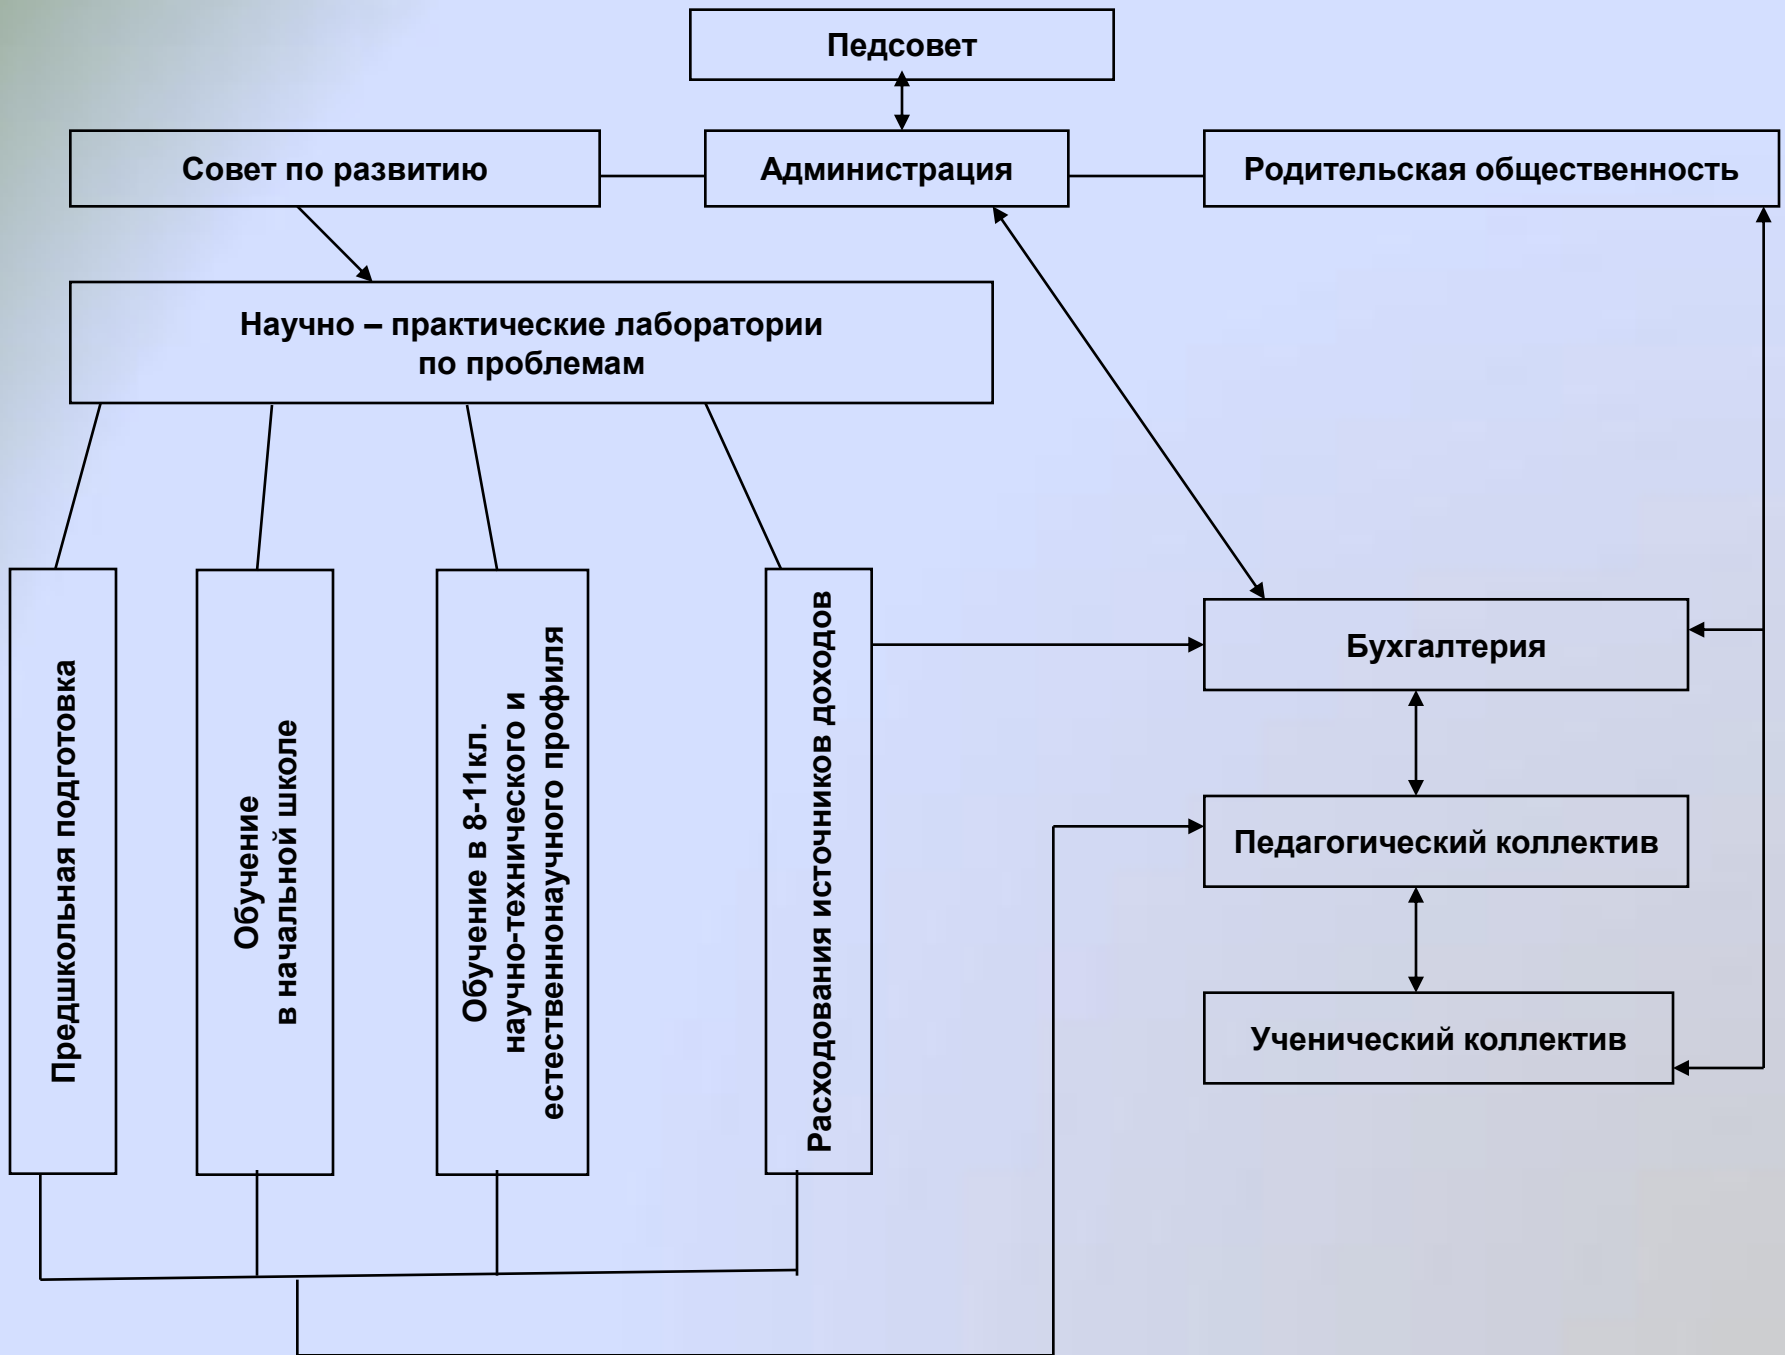 Педсовет
Совет по развитию
Администрация
Родительская общественность
Научно – практические лаборатории
по проблемам
Предшкольная подготовка
Обучение
в начальной школе
Обучение в 8-11кл.
научно-технического и
естественнонаучного профиля
Расходования источников доходов
Бухгалтерия
Педагогический коллектив
Ученический коллектив